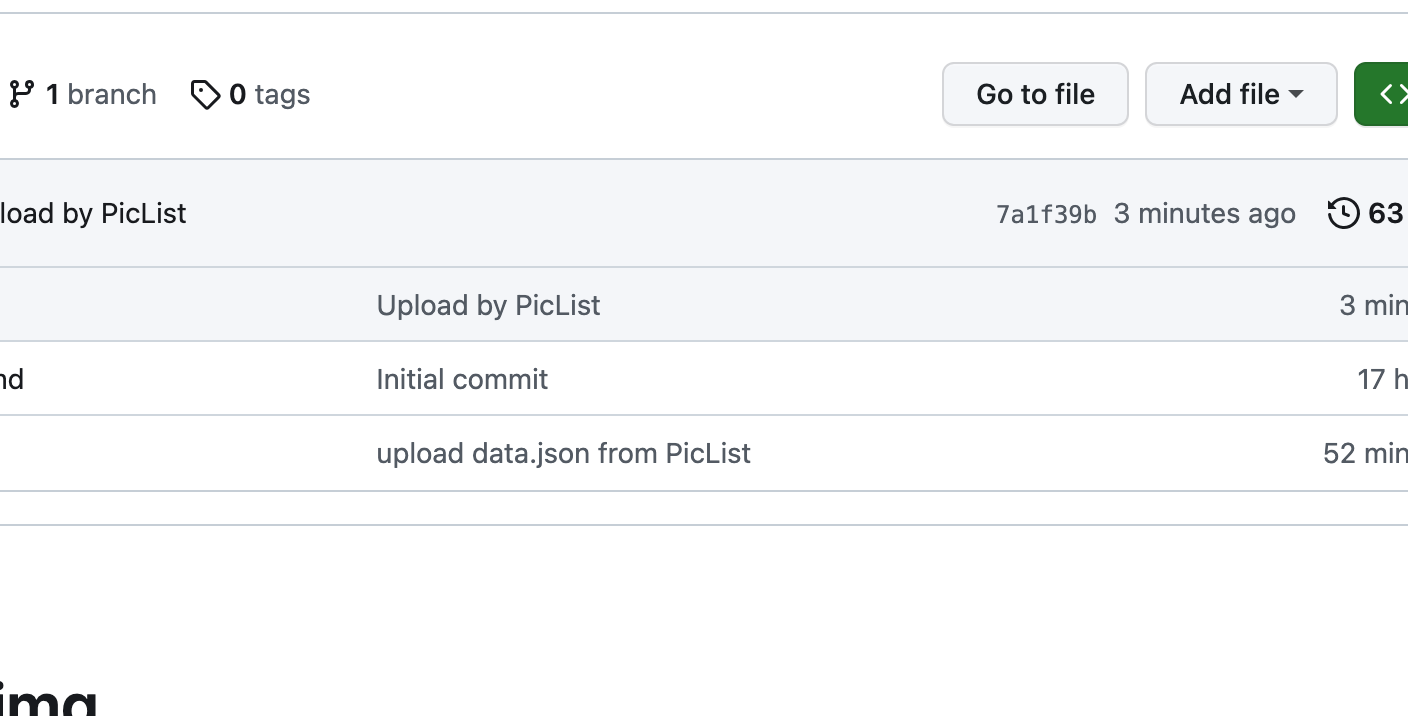 1 branch 0 tags Go to file Add file
load by PicList 7a1f39b 3 minutes ago 63
Upload by PicList 3 min
nd Initial commit 17 h
upload data.json from PicList 52 min
img